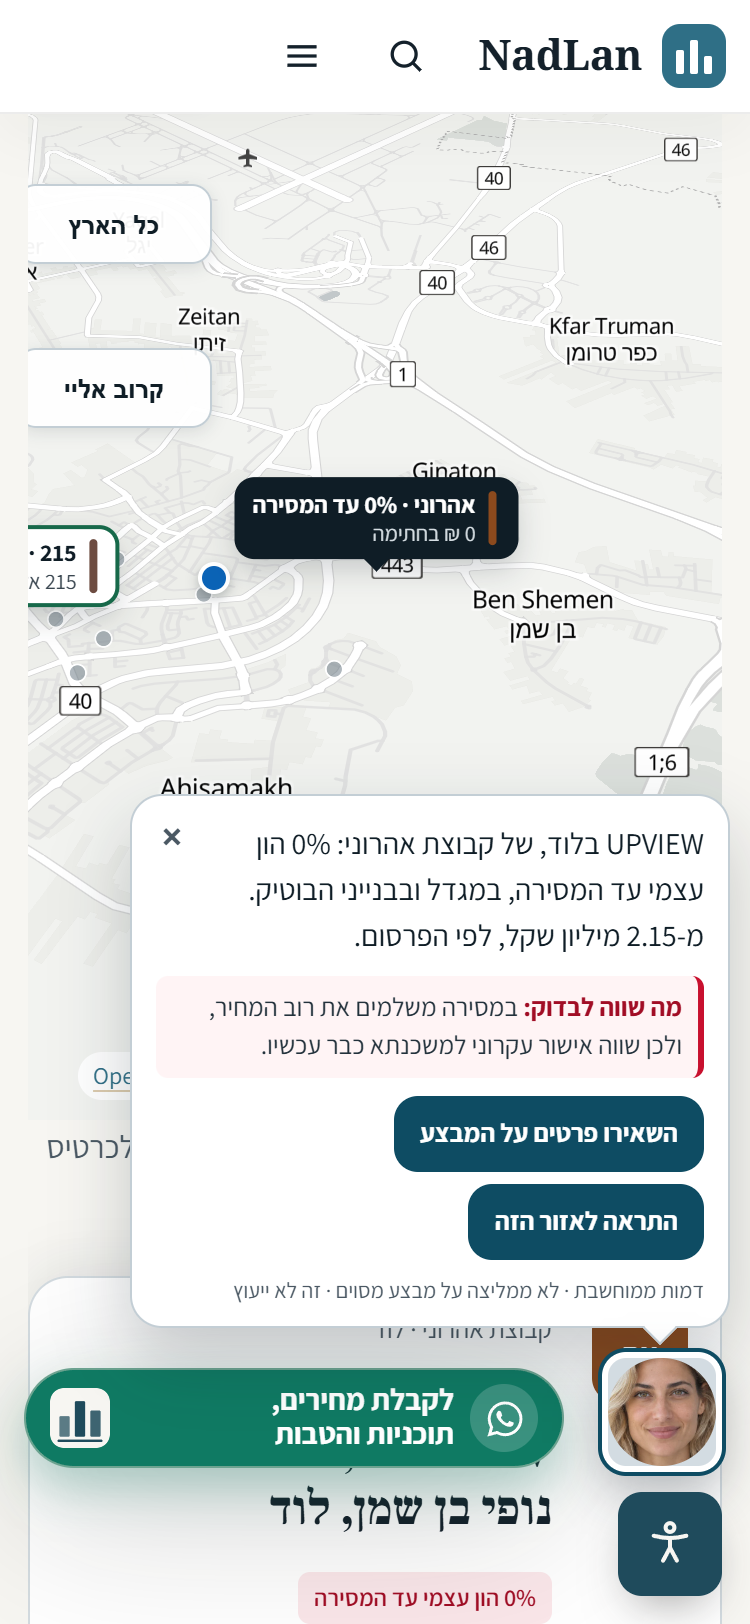 NadLan
46
40
כל הארץ
46
40
Zeitan
זיתן
Kfar Truman
כפר טרומן
1
קרוב אליי
Ginaton
אהרוני · 0% עד המסירה
0 ₪ בחתימה
443
215 ·
215 א
Ben Shemen
בן שמן
40
1;6
Ahisamakh
UPVIEW בלוד, של קבוצת אהרוני: 0% הון
עצמי עד המסירה, במגדל ובבנייני הבוטיק.
מ-2.15 מיליון שקל, לפי הפרסום.
מה שווה לבדוק: במסירה משלמים את רוב המחיר,
ולכן שווה אישור עקרוני למשכנתא כבר עכשיו.
Ope
השאירו פרטים על המבצע
לכרטיס
התראה לאזור הזה
דמות ממוחשבת · לא ממליצה על מבצע מסוים · זה לא ייעוץ
קבוצת אהרוני · לוד
לקבלת מחירים,
תוכניות והטבות
נופי בן שמן, לוד
0% הון עצמי עד המסירה